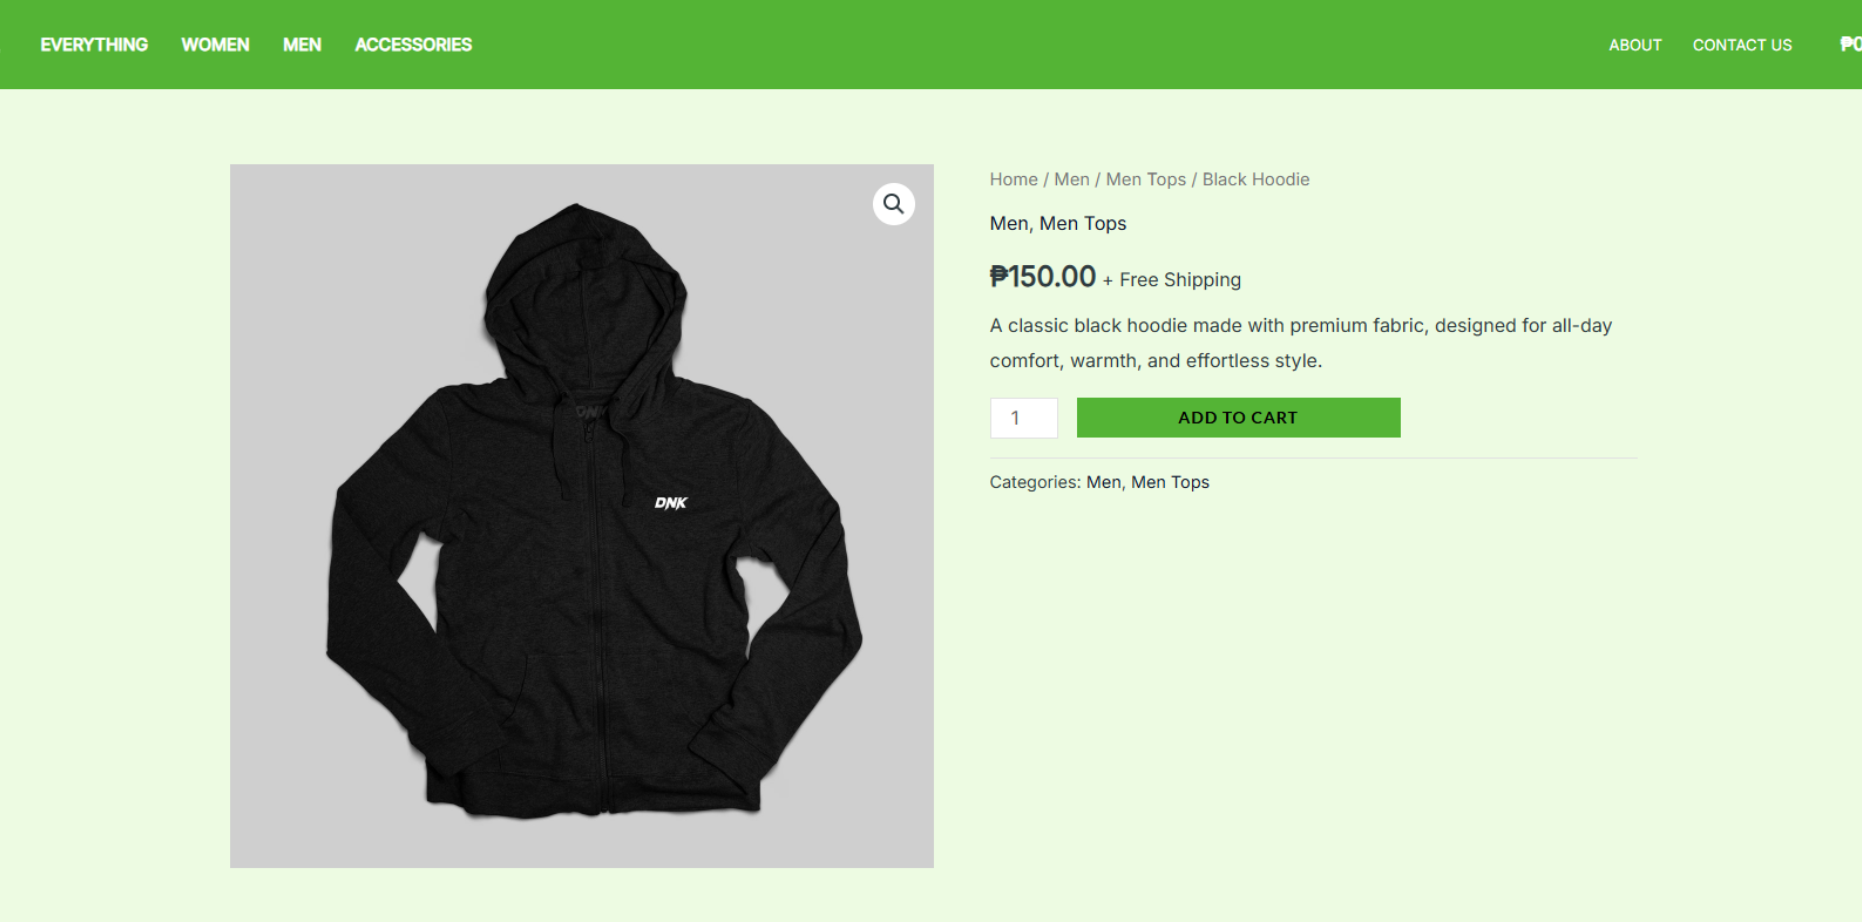 EVERYTHING WOMEN MEN ACCESSORIES ABOUT CONTACT US ₱0
Home / Men / Men Tops / Black Hoodie
Men, Men Tops
₱150.00 + Free Shipping
A classic black hoodie made with premium fabric, designed for all-day
comfort, warmth, and effortless style.
1 ADD TO CART
Categories: Men, Men Tops
DNK
DNK